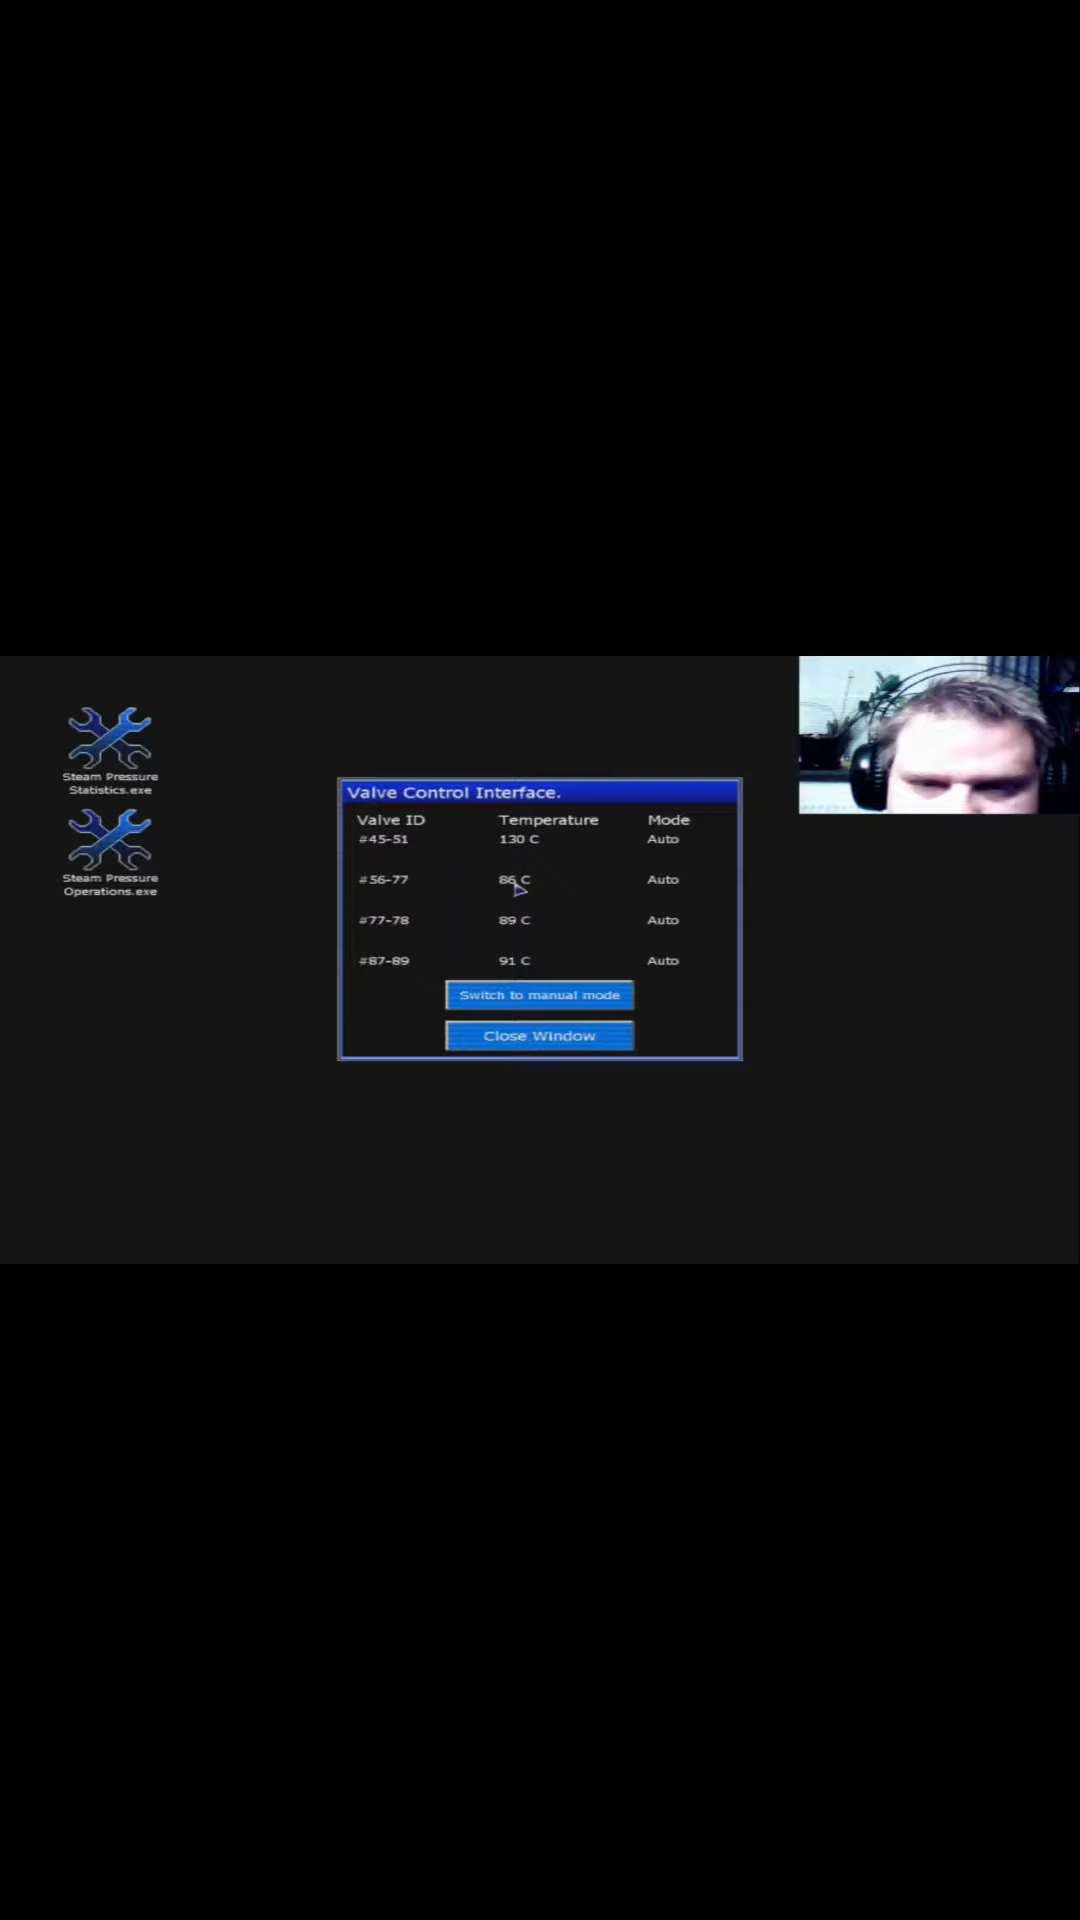 Steam Pressure
Statistics.exe
Steam Pressure
Operations.exe
Valve Control Interface.
Valve ID Temperature Mode
#45-51 130 C Auto
#56-77 86 C Auto
#77-78 89 C Auto
#87-89 91 C Auto
Switch to manual mode
Close Window